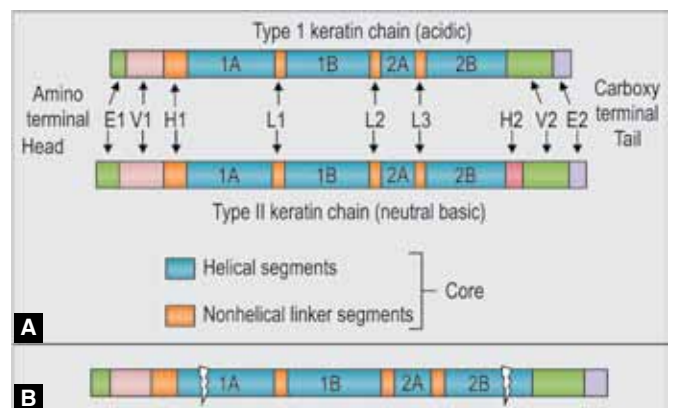 Type 1 keratin chain (acidic)
1A 1B 2A 2B
Amino
terminal
Head
E1 V1 H1 L1 L2 L3 H2 V2 E2
Carboxy
terminal
Tail
1A 1B 2A 2B
Type II keratin chain (neutral basic)
Helical segments
Nonhelical linker segments
Core
A
1A 1B 2A 2B
B